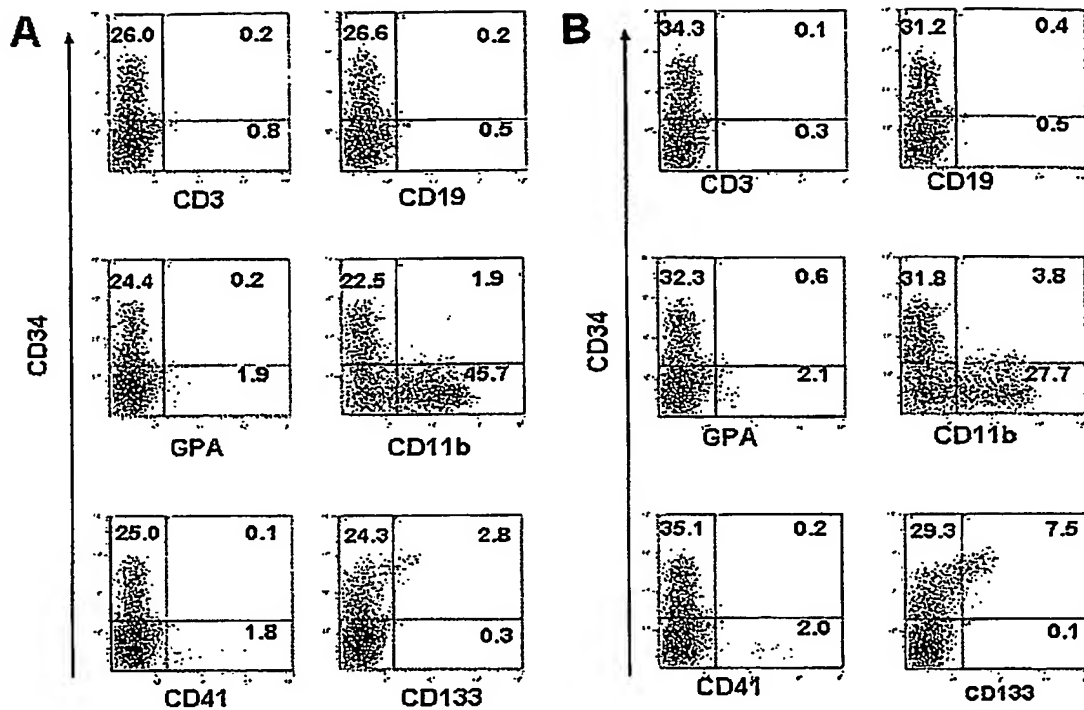 A
B
26.0 0.2
26.6 0.2
34.3 0.1
31.2 0.4
0.8
0.5
0.3
0.5
CD3
CD19
CD3
CD19
CD34
CD34
24.4 0.2
22.5 1.9
32.3 0.6
31.8 3.8
1.9
45.7
2.1
27.7
GPA
CD11b
GPA
CD11b
25.0 0.1
24.3 2.8
35.1 0.2
29.3 7.5
1.8
0.3
2.0
0.1
CD41
CD133
CD41
CD133